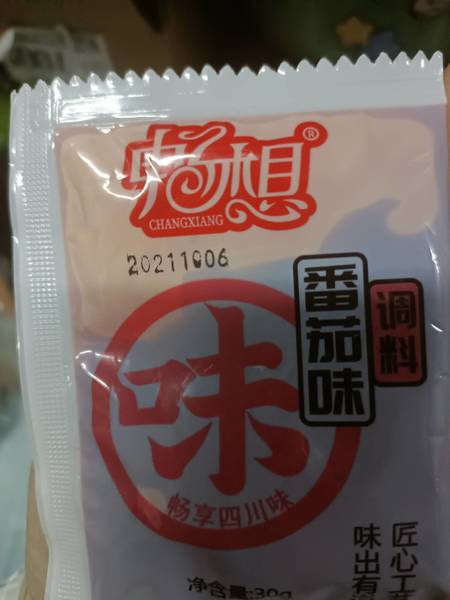 畅想®
CHANGXIANG
20211006
番茄味
调料
味
畅享四川味
匠心工
味出有
净含量:30g